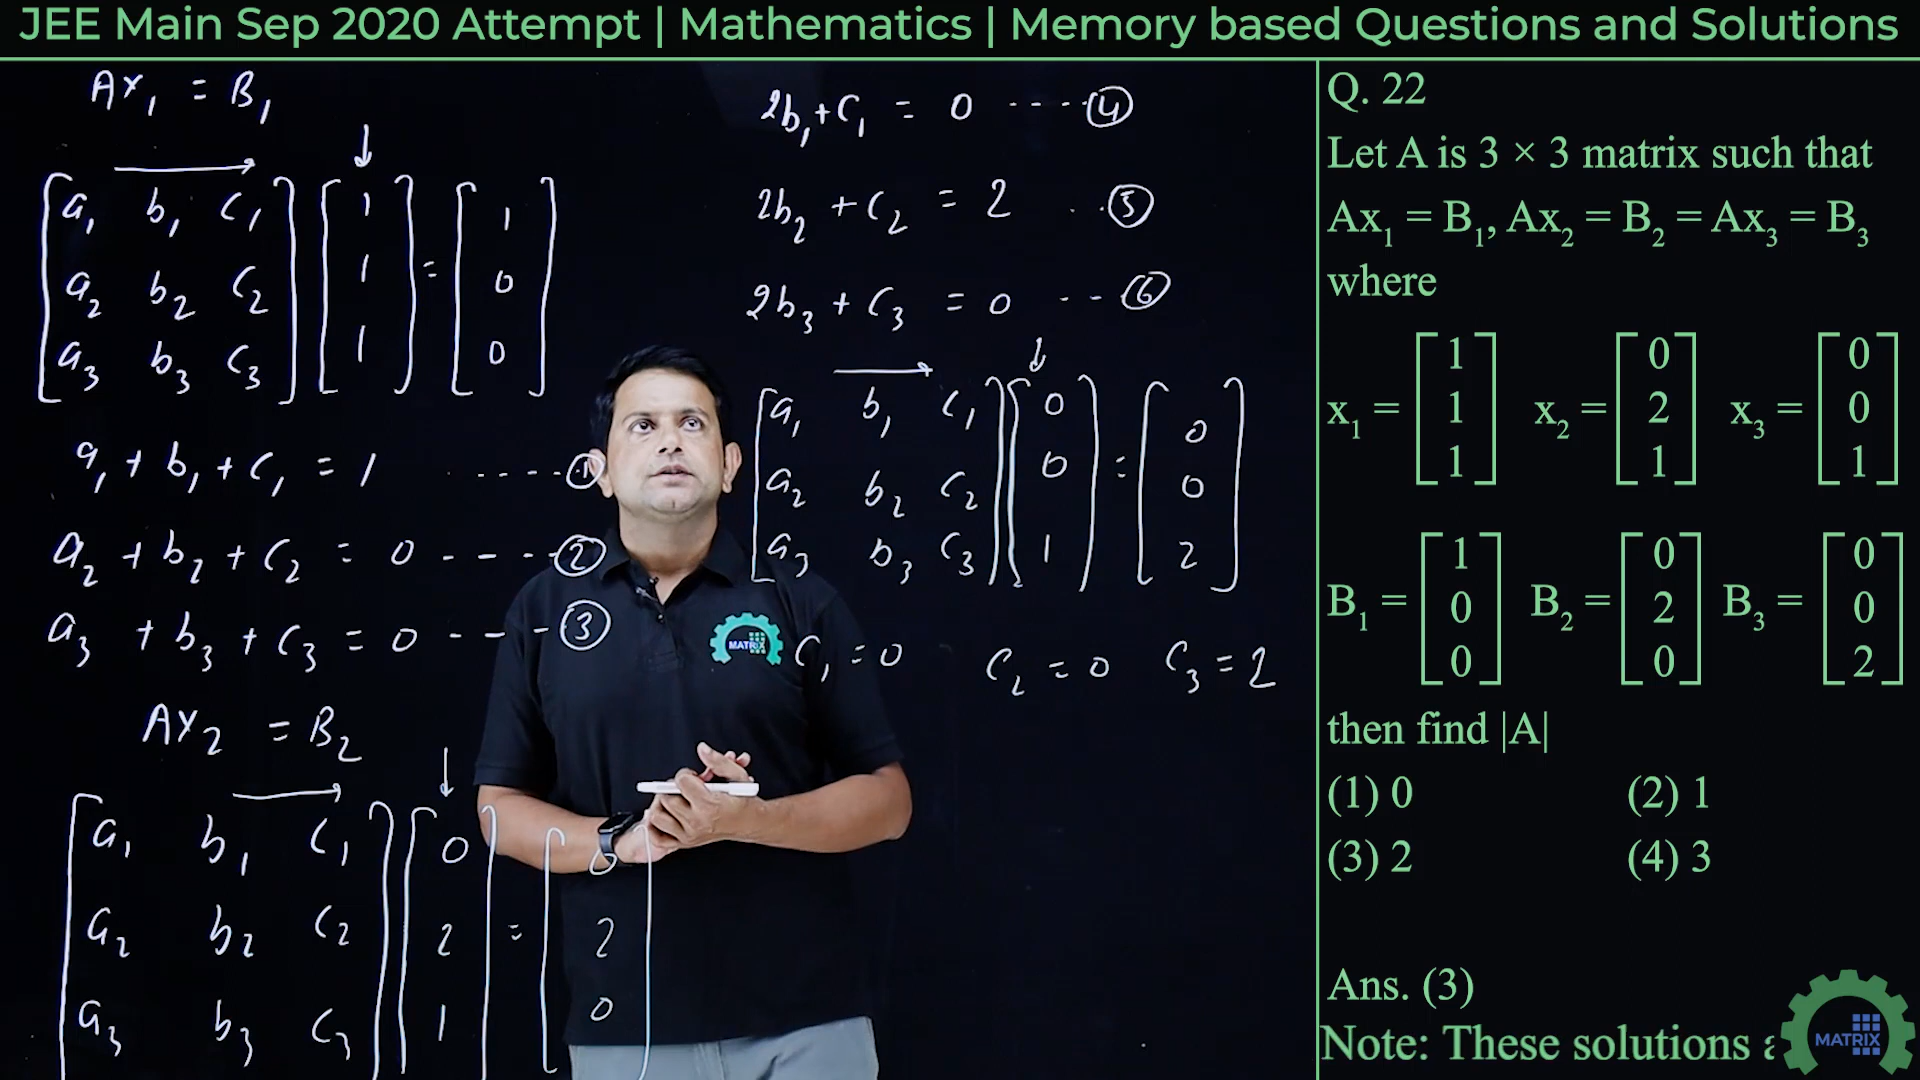 JEE Main Sep 2020 Attempt | Mathematics | Memory based Questions and Solutions
Ax₁ = B₁
[a₁ b₁ c₁] [1] = [1]
[a₂ b₂ c₂] [1] = [0]
[a₃ b₃ c₃] [1] = [0]
a₁ + b₁ + c₁ = 1 ----- ①
a₂ + b₂ + c₂ = 0 - - - - ②
a₃ + b₃ + c₃ = 0 - - - ③
Ax₂ = B₂
[a₁ b₁ c₁] [0] = [0]
[a₂ b₂ c₂] [2] = [2]
[a₃ b₃ c₃] [1] = [0]
2b₁ + c₁ = 0 ---- ④
2b₂ + c₂ = 2 ... ⑤
2b₃ + c₃ = 0 -- ⑥
[a₁ b₁ c₁] [0] = [0]
[a₂ b₂ c₂] [0] = [0]
[a₃ b₃ c₃] [1] = [2]
c₁ = 0 c₂ = 0 c₃ = 2
MATRIX
Q. 22
Let A is 3 × 3 matrix such that
Ax₁ = B₁, Ax₂ = B₂ = Ax₃ = B₃
where
x₁ = [1 1 1] x₂ = [0 2 1] x₃ = [0 0 1]
B₁ = [1 0 0] B₂ = [0 2 0] B₃ = [0 0 2]
then find |A|
(1) 0 (2) 1
(3) 2 (4) 3
Ans. (3)
Note: These solutions a
MATRIX